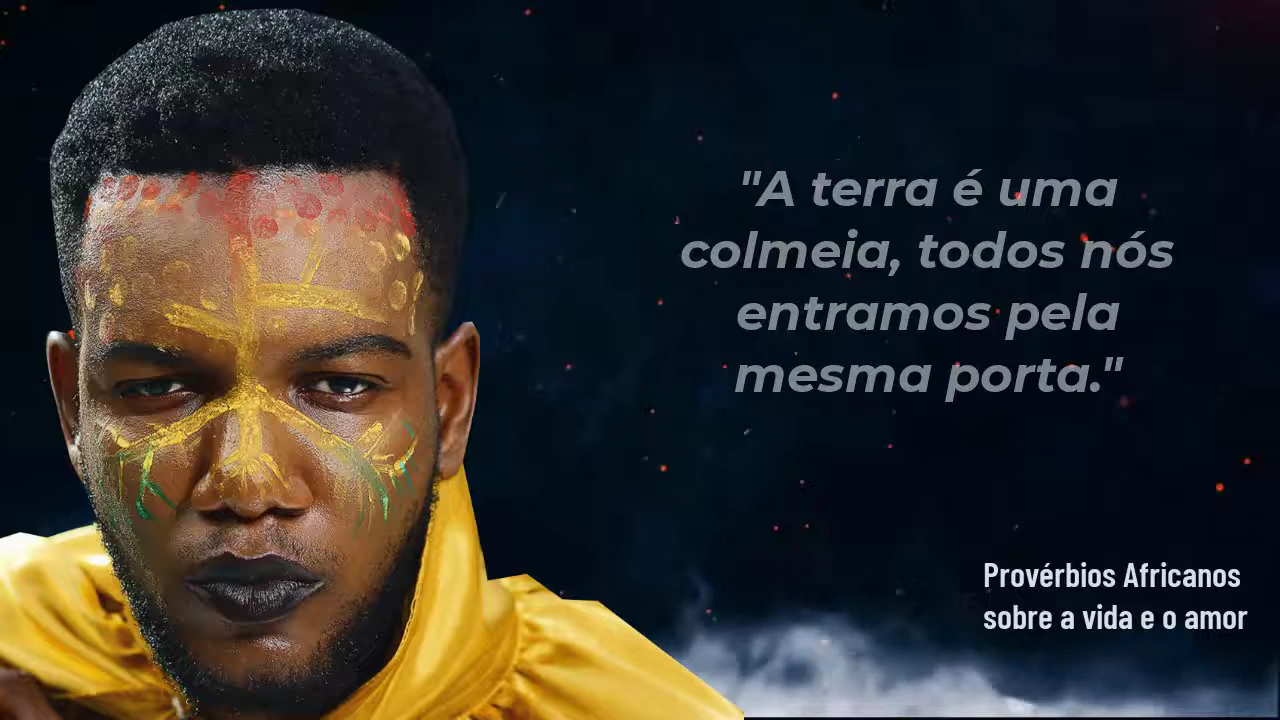 "A terra é uma
colmeia, todos nós
entramos pela
mesma porta."
Provérbios Africanos
sobre a vida e o amor